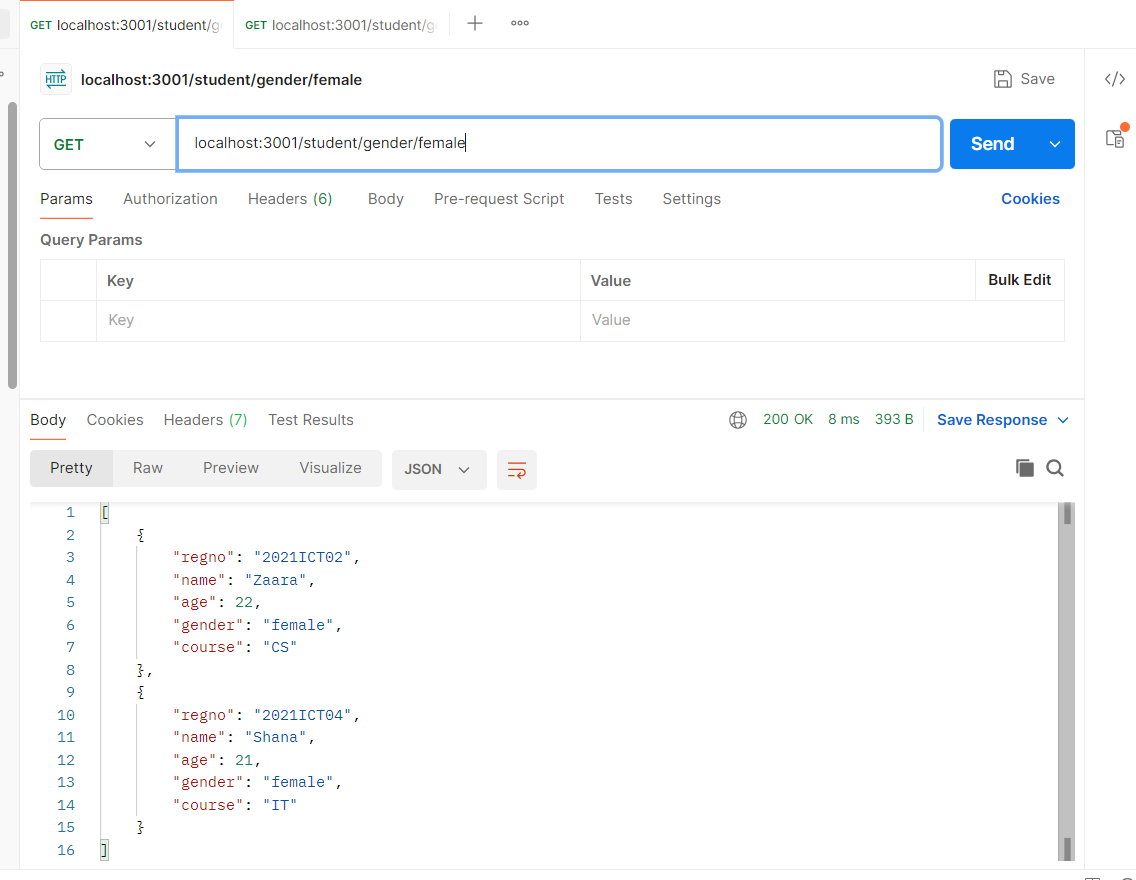 GET localhost:3001/student/g GET localhost:3001/student/g
HTTP localhost:3001/student/gender/female Save
GET localhost:3001/student/gender/female Send
Params Authorization Headers (6) Body Pre-request Script Tests Settings Cookies
Query Params
Key Value Bulk Edit
Key Value
Body Cookies Headers (7) Test Results 200 OK 8 ms 393 B Save Response
Pretty Raw Preview Visualize JSON
1 [
2 {
3 "regno": "2021ICT02",
4 "name": "Zaara",
5 "age": 22,
6 "gender": "female",
7 "course": "CS"
8 },
9 {
10 "regno": "2021ICT04",
11 "name": "Shana",
12 "age": 21,
13 "gender": "female",
14 "course": "IT"
15 }
16 ]